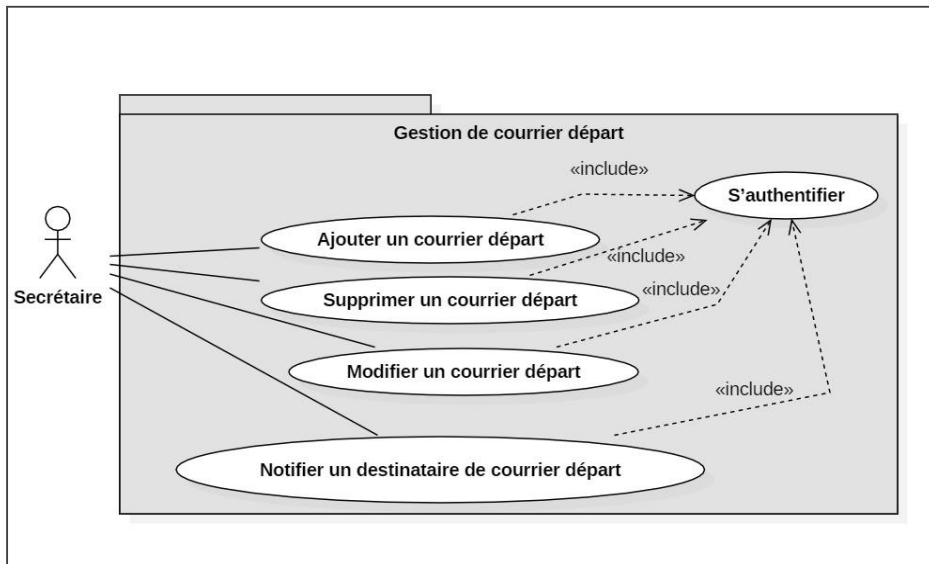 Gestion de courrier départ
«include»
S’authentifier
Ajouter un courrier départ
«include»
Supprimer un courrier départ
«include»
Secrétaire
Modifier un courrier départ
«include»
Notifier un destinataire de courrier départ